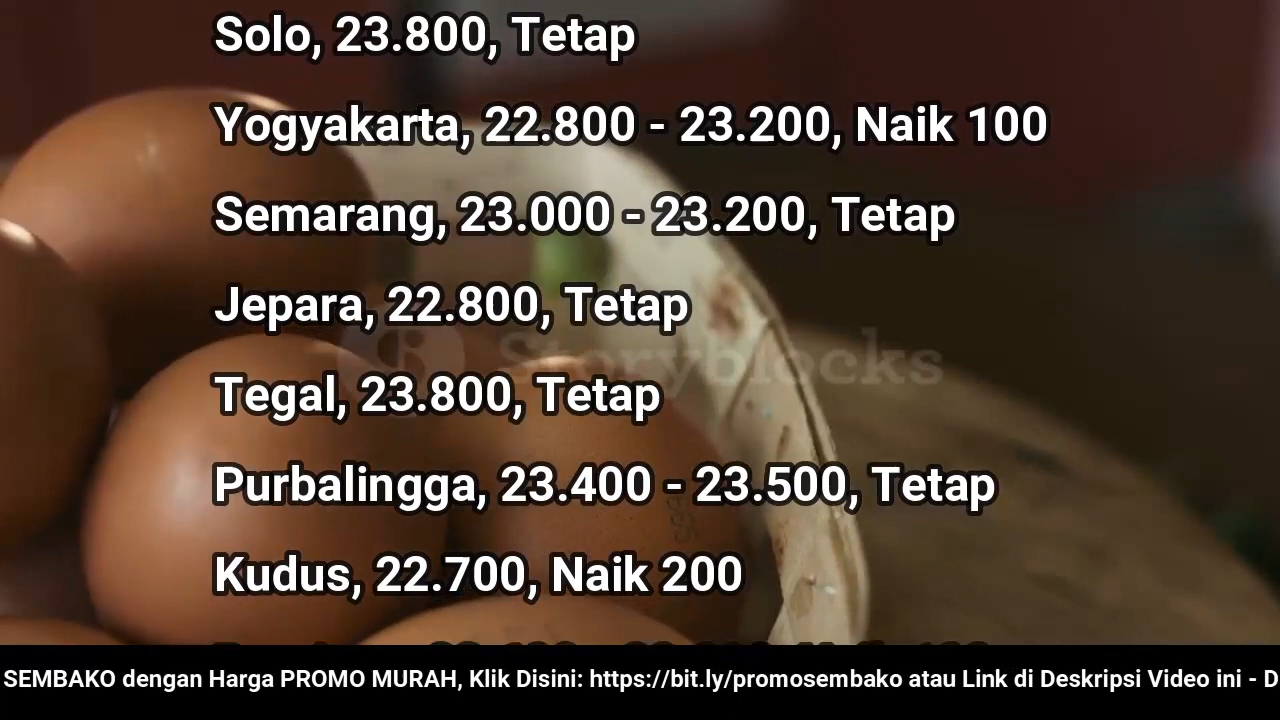 Solo, 23.800, Tetap
Yogyakarta, 22.800 - 23.200, Naik 100
Semarang, 23.000 - 23.200, Tetap
Jepara, 22.800, Tetap
Storyblocks
Tegal, 23.800, Tetap
Purbalingga, 23.400 - 23.500, Tetap
Kudus, 22.700, Naik 200
SEMBAKO dengan Harga PROMO MURAH, Klik Disini: https://bit.ly/promosembako atau Link di Deskripsi Video ini - D